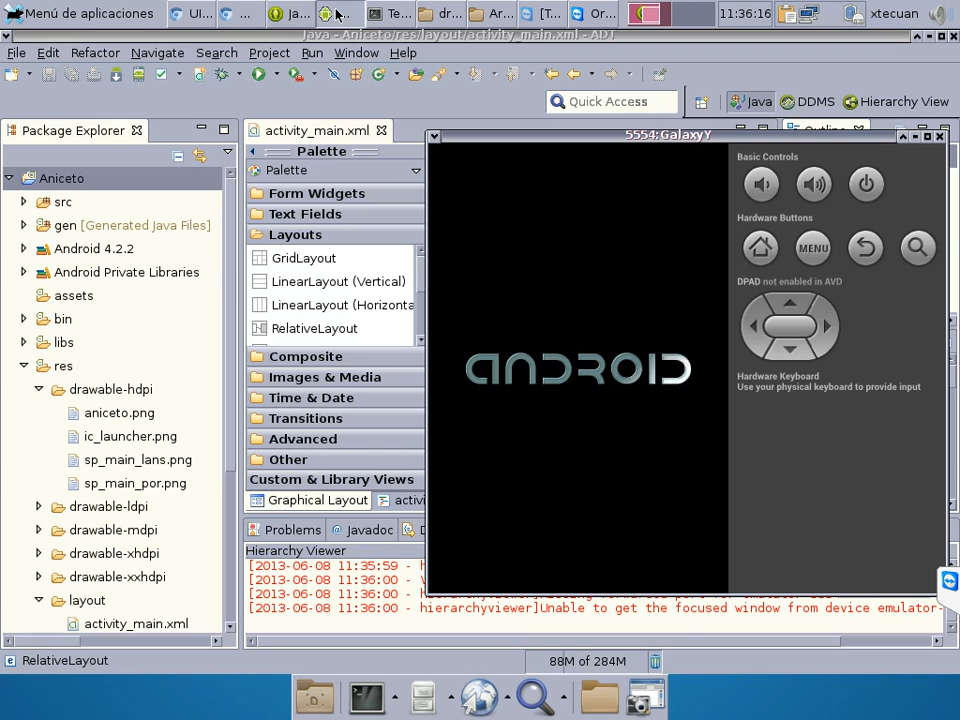 Menú de aplicaciones
UI...
...
Ja...
...
Te...
dr...
Ar...
[T...
Or...
11:36:16
xtecuan
Java - Aniceto/res/layout/activity_main.xml - ADT
File Edit Refactor Navigate Search Project Run Window Help
Quick Access
Java
DDMS
Hierarchy View
Package Explorer
Aniceto
src
gen [Generated Java Files]
Android 4.2.2
Android Private Libraries
assets
bin
libs
res
drawable-hdpi
aniceto.png
ic_launcher.png
sp_main_lans.png
sp_main_por.png
drawable-ldpi
drawable-mdpi
drawable-xhdpi
drawable-xxhdpi
layout
activity_main.xml
activity_main.xml
Palette
Palette
Form Widgets
Text Fields
Layouts
GridLayout
LinearLayout (Vertical)
LinearLayout (Horizonta
RelativeLayout
Composite
Images & Media
Time & Date
Transitions
Advanced
Other
Custom & Library Views
Graphical Layout
activi
Problems
Javadoc
Hierarchy Viewer
[2013-06-08 11:35:59 - h
[2013-06-08 11:36:00 - V
[2013-06-08 11:36:00 -
[2013-06-08 11:36:00 - hierarchyviewer]Unable to get the focused window from device emulator-
5554:GalaxyY
ANDROID
Basic Controls
Hardware Buttons
MENU
DPAD not enabled in AVD
Hardware Keyboard
Use your physical keyboard to provide input
RelativeLayout
88M of 284M